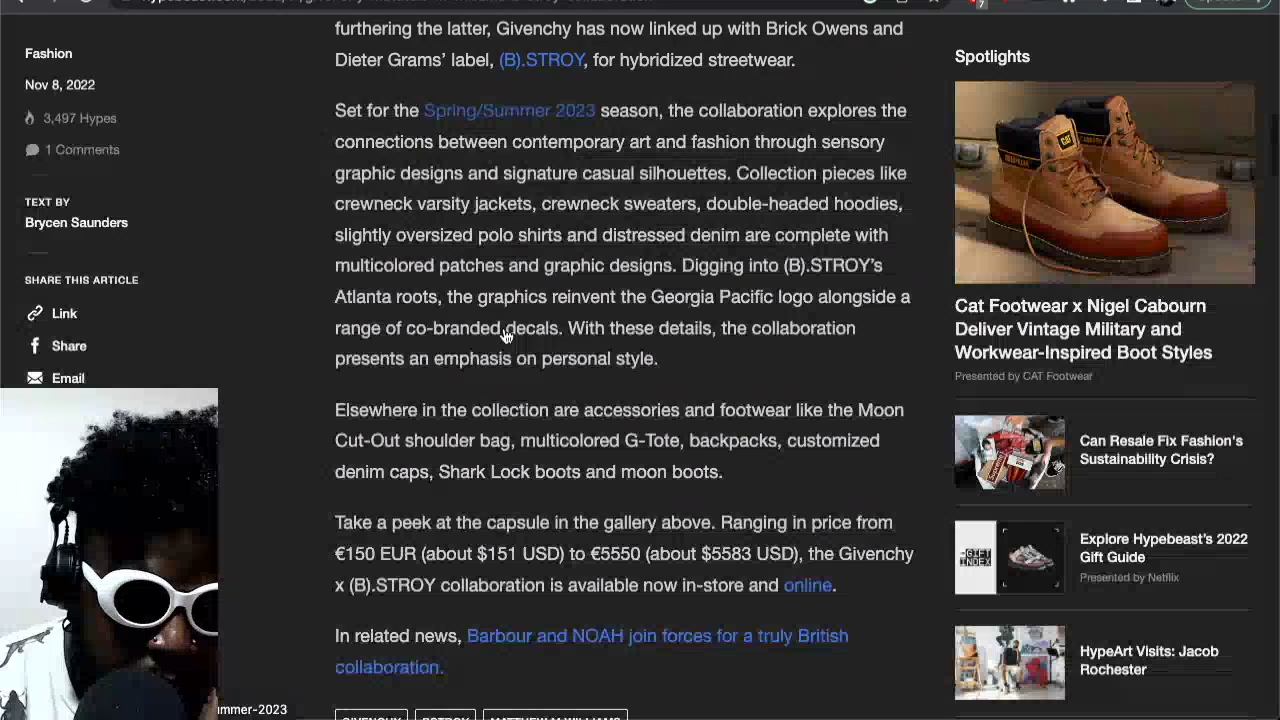 Fashion
Nov 8, 2022
3,497 Hypes
1 Comments
TEXT BY
Brycen Saunders
SHARE THIS ARTICLE
Link
Share
Email
furthering the latter, Givenchy has now linked up with Brick Owens and
Dieter Grams' label, (B).STROY, for hybridized streetwear.
Set for the Spring/Summer 2023 season, the collaboration explores the
connections between contemporary art and fashion through sensory
graphic designs and signature casual silhouettes. Collection pieces like
crewneck varsity jackets, crewneck sweaters, double-headed hoodies,
slightly oversized polo shirts and distressed denim are complete with
multicolored patches and graphic designs. Digging into (B).STROY's
Atlanta roots, the graphics reinvent the Georgia Pacific logo alongside a
range of co-branded decals. With these details, the collaboration
presents an emphasis on personal style.
Elsewhere in the collection are accessories and footwear like the Moon
Cut-Out shoulder bag, multicolored G-Tote, backpacks, customized
denim caps, Shark Lock boots and moon boots.
Take a peek at the capsule in the gallery above. Ranging in price from
€150 EUR (about $151 USD) to €5550 (about $5583 USD), the Givenchy
x (B).STROY collaboration is available now in-store and online.
In related news, Barbour and NOAH join forces for a truly British
collaboration.
GIVENCHY BSTROY MATTHEW M WILLIAMS
ummer-2023
Spotlights
CAT
Cat Footwear x Nigel Cabourn
Deliver Vintage Military and
Workwear-Inspired Boot Styles
Presented by CAT Footwear
Can Resale Fix Fashion's
Sustainability Crisis?
GIFT
INDEX
Explore Hypebeast's 2022
Gift Guide
Presented by Netflix
HypeArt Visits: Jacob
Rochester